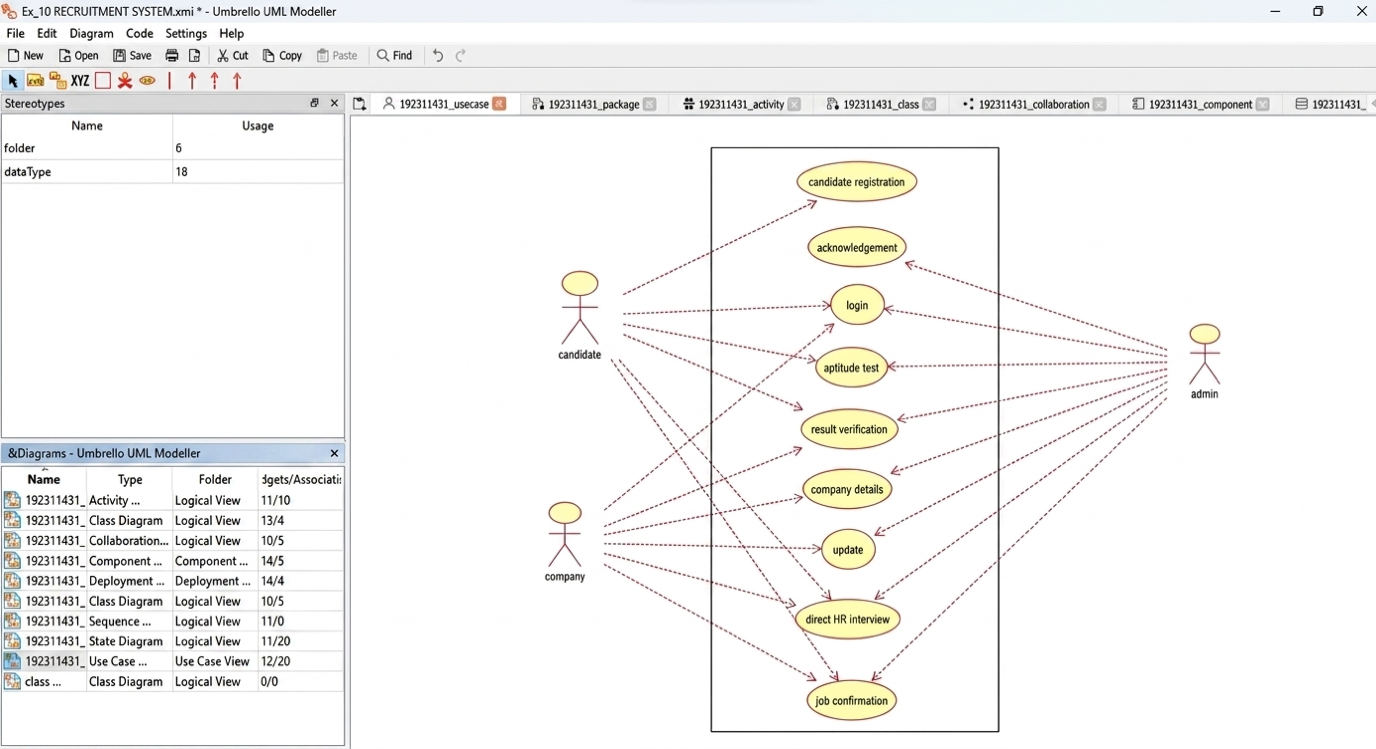 Ex_10 RECRUITMENT SYSTEM.xmi * - Umbrello UML Modeller
File Edit Diagram Code Settings Help
New Open Save Cut Copy Paste Find
XYZ
Stereotypes
192311431_usecase 192311431_package 192311431_activity 192311431_class 192311431_collaboration 192311431_component 192311431_
Name Usage
folder 6
dataType 18
candidate registration
acknowledgement
login
candidate
aptitude test
admin
result verification
company details
company
update
direct HR interview
job confirmation
&Diagrams - Umbrello UML Modeller
Name Type Folder dgets/Associati
192311431_ Activity ... Logical View 11/10
192311431_ Class Diagram Logical View 13/4
192311431_ Collaboration... Logical View 10/5
192311431_ Component ... Component ... 14/5
192311431_ Deployment ... Deployment ... 14/4
192311431_ Class Diagram Logical View 10/5
192311431_ Sequence ... Logical View 11/0
192311431_ State Diagram Logical View 11/20
192311431_ Use Case ... Use Case View 12/20
class ... Class Diagram Logical View 0/0